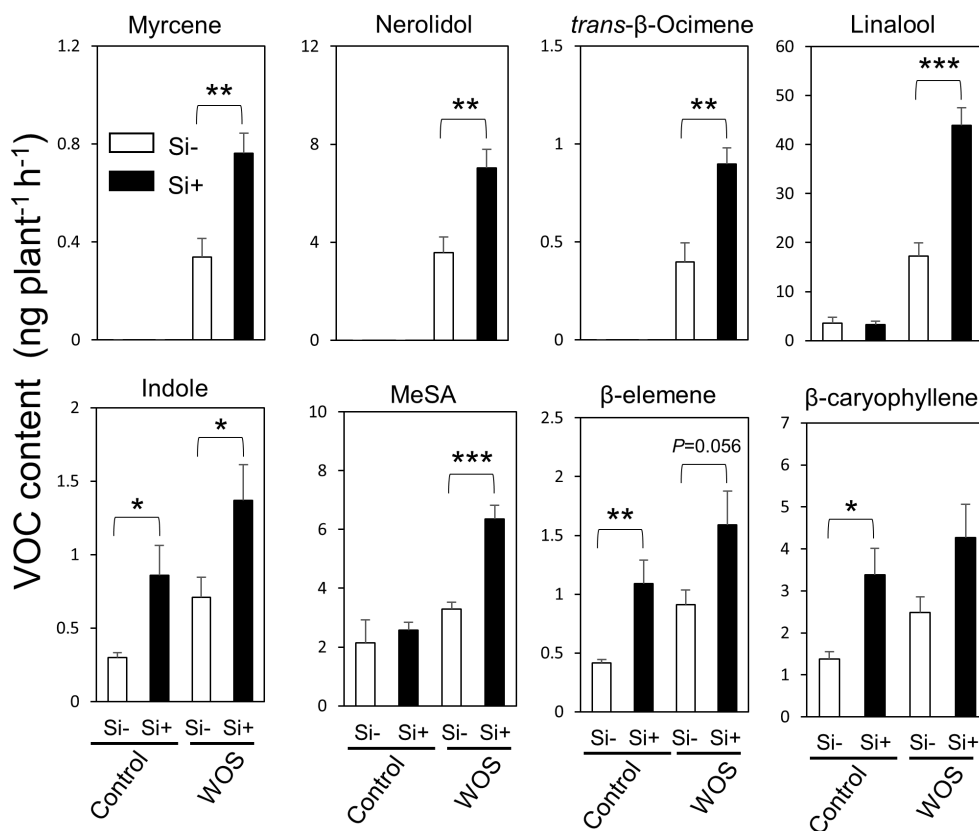 Myrcene
Nerolidol
trans-β-Ocimene
Linalool
VOC content (ng plant-1 h-1)
1.2
0.8
0.4
0
**
Si-
Si+
12
8
4
0
**
1.5
1
0.5
0
**
60
50
40
30
20
10
0
***
Indole
MeSA
β-elemene
β-caryophyllene
2
1.5
1
0.5
0
*
*
10
8
6
4
2
0
***
2.5
2
1.5
1
0.5
0
**
P=0.056
7
6
5
4
3
2
1
0
*
Si- Si+ Si- Si+
Control WOS
Si- Si+ Si- Si+
Control WOS
Si- Si+ Si- Si+
Control WOS
Si- Si+ Si- Si+
Control WOS